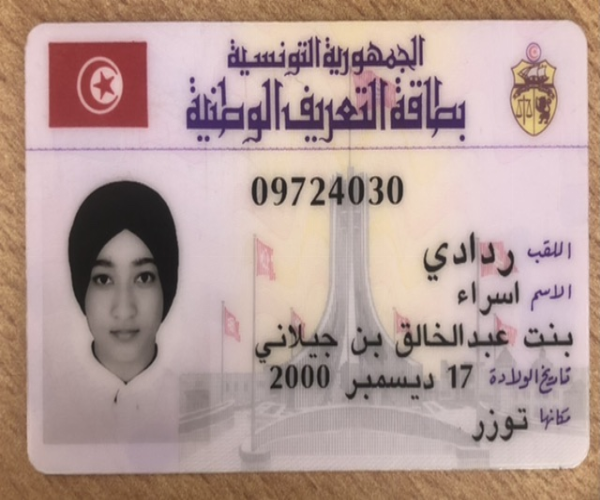 الجمهورية التونسية
بطاقة التعريف الوطنية
09724030
اللقب ردادي
الاسم اسراء
بنت عبدالخالق بن جيلاني
تاريخ الولادة 17 ديسمبر 2000
مكانها توزر